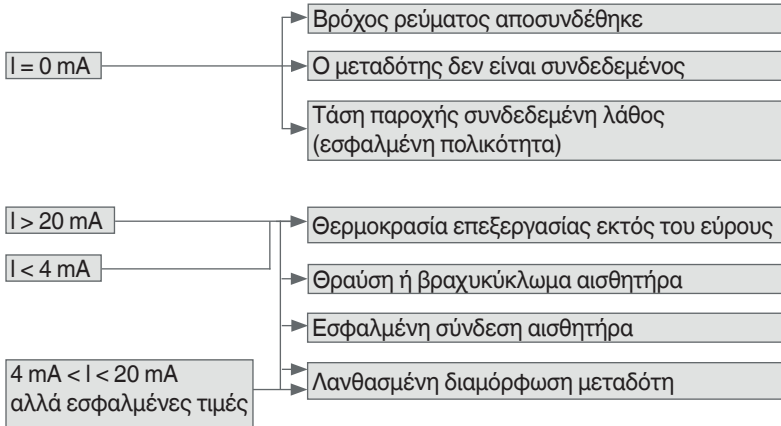 I = 0 mA
Βρόχος ρεύματος αποσυνδέθηκε
Ο μεταδότης δεν είναι συνδεδεμένος
Τάση παροχής συνδεδεμένη λάθος
(εσφαλμένη πολικότητα)
I > 20 mA
I < 4 mA
Θερμοκρασία επεξεργασίας εκτός του εύρους
Θραύση ή βραχυκύκλωμα αισθητήρα
Εσφαλμένη σύνδεση αισθητήρα
4 mA < I < 20 mA
αλλά εσφαλμένες τιμές
Λανθασμένη διαμόρφωση μεταδότη